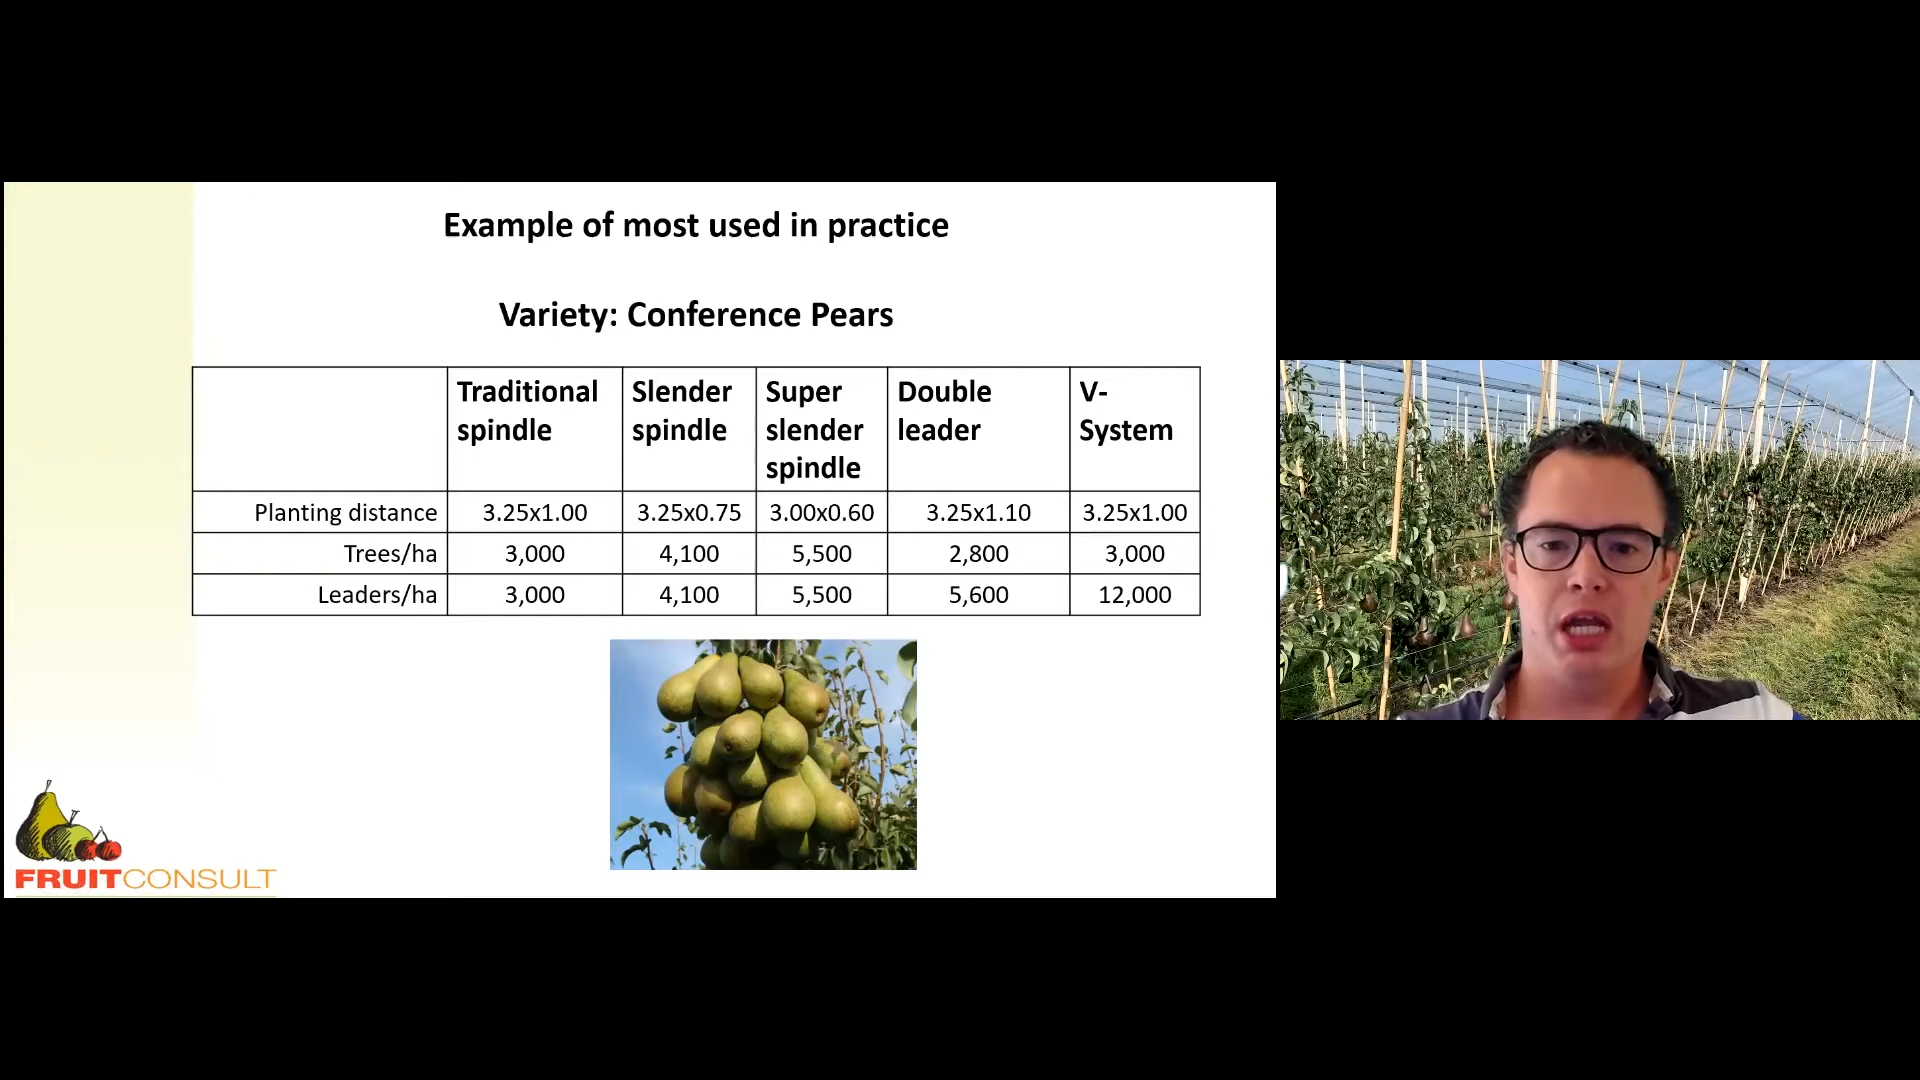 Example of most used in practice
Variety: Conference Pears
Traditional spindle Slender spindle Super slender spindle Double leader V-System
Planting distance 3.25x1.00 3.25x0.75 3.00x0.60 3.25x1.10 3.25x1.00
Trees/ha 3,000 4,100 5,500 2,800 3,000
Leaders/ha 3,000 4,100 5,500 5,600 12,000
FRUITCONSULT